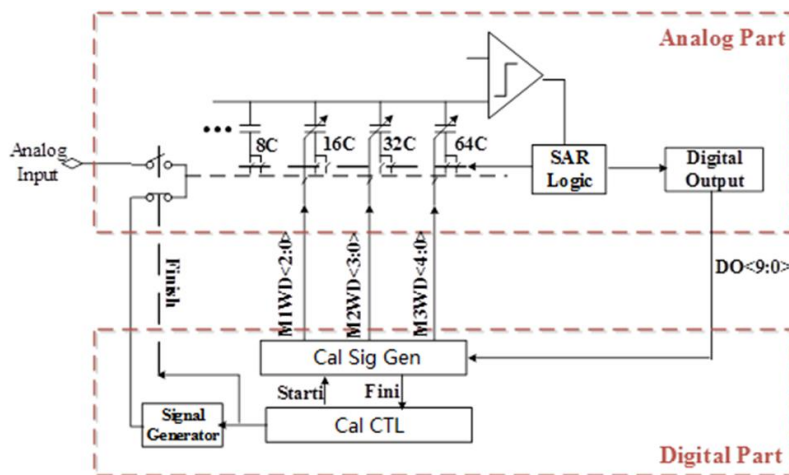 Analog Part
8C 16C 32C 64C
Analog
Input
SAR
Logic
Digital
Output
Finish
M1WD<2:0>
M2WD<3:0>
M3WD<4:0>
DO<9:0>
Cal Sig Gen
Starti
Fini
Signal
Generator
Cal CTL
Digital Part